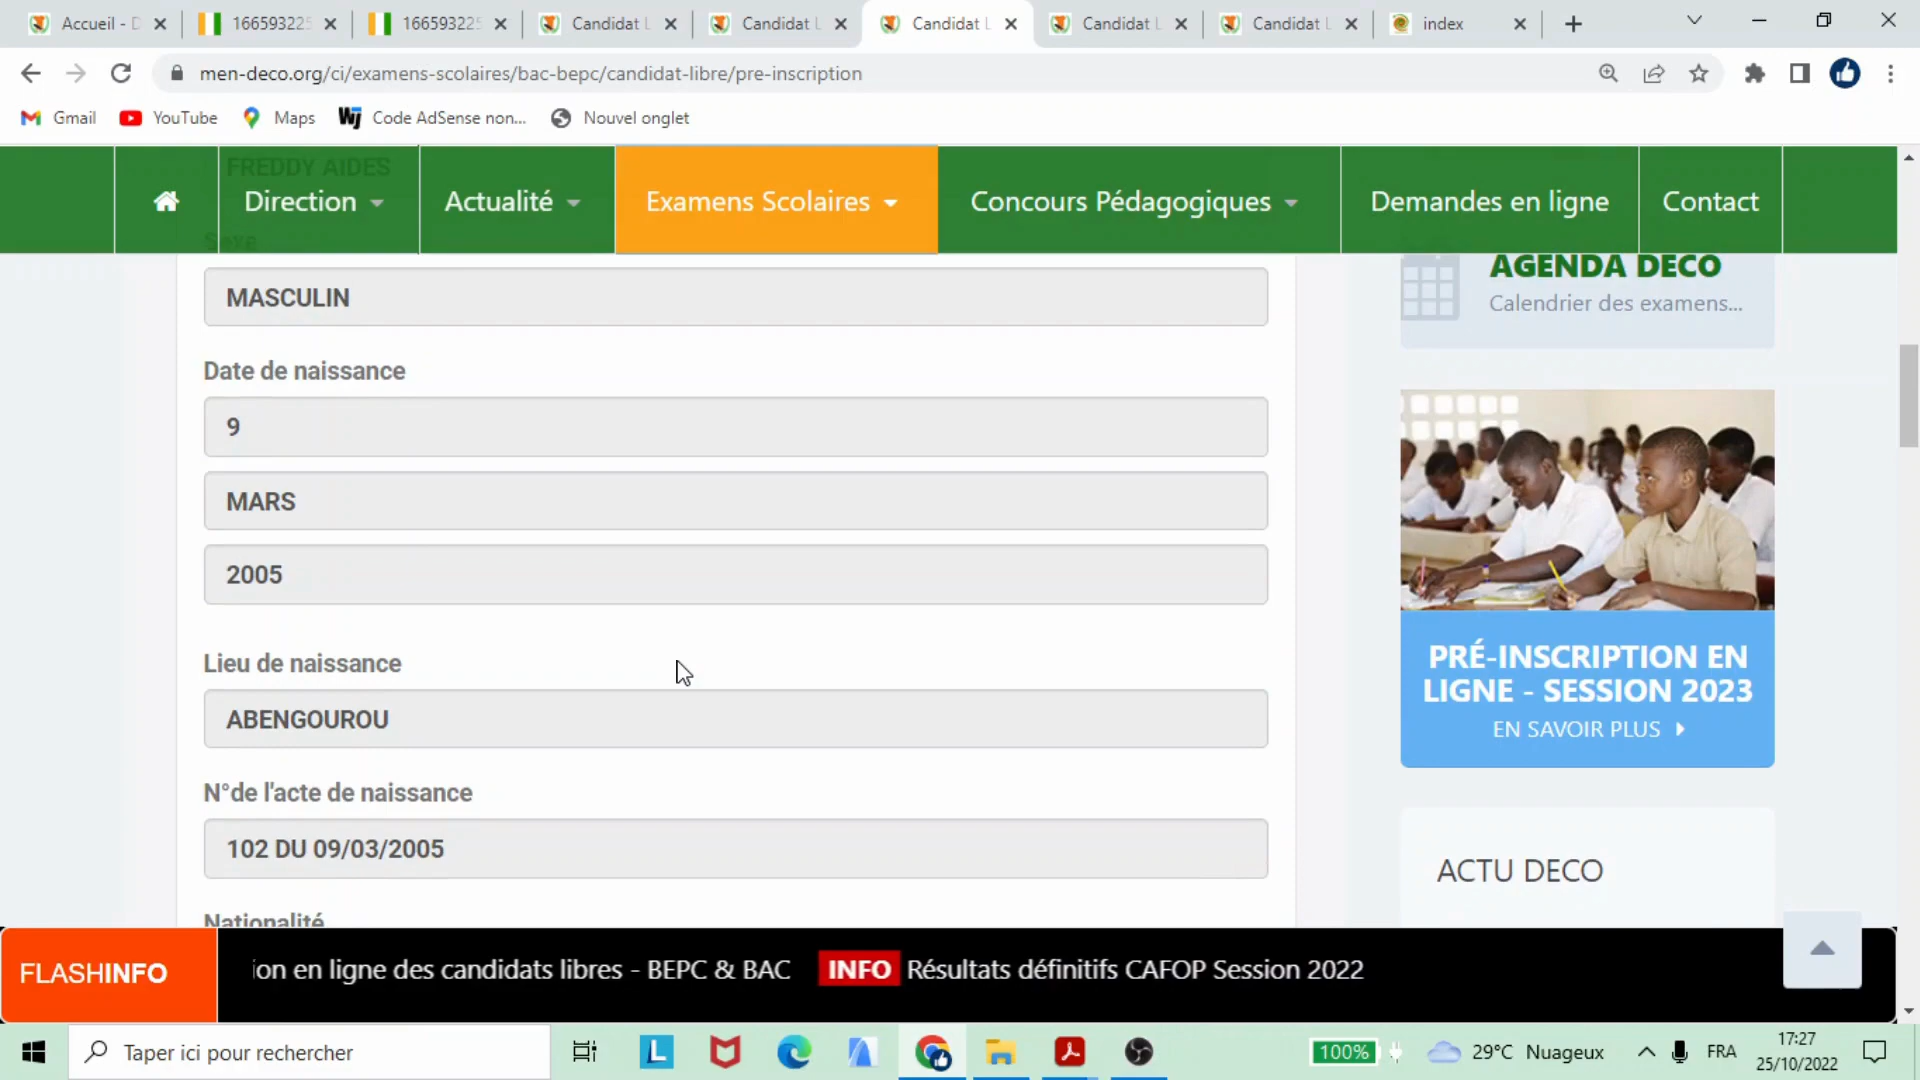 Accueil - D
166593225
166593225
Candidat L
Candidat L
Candidat L
Candidat L
Candidat L
index
men-deco.org/ci/examens-scolaires/bac-bepc/candidat-libre/pre-inscription
Gmail
YouTube
Maps
Code AdSense non...
Nouvel onglet
FREDDY AIDES
Direction
Actualité
Examens Scolaires
Concours Pédagogiques
Demandes en ligne
Contact
Sexe
MASCULIN
Date de naissance
9
MARS
2005
Lieu de naissance
ABENGOUROU
N°de l'acte de naissance
102 DU 09/03/2005
Nationalité
AGENDA DECO
Calendrier des examens...
PRÉ-INSCRIPTION EN
LIGNE - SESSION 2023
EN SAVOIR PLUS
ACTU DECO
FLASHINFO
ion en ligne des candidats libres - BEPC & BAC
INFO Résultats définitifs CAFOP Session 2022
Taper ici pour rechercher
100%
29°C Nuageux
FRA
17:27
25/10/2022